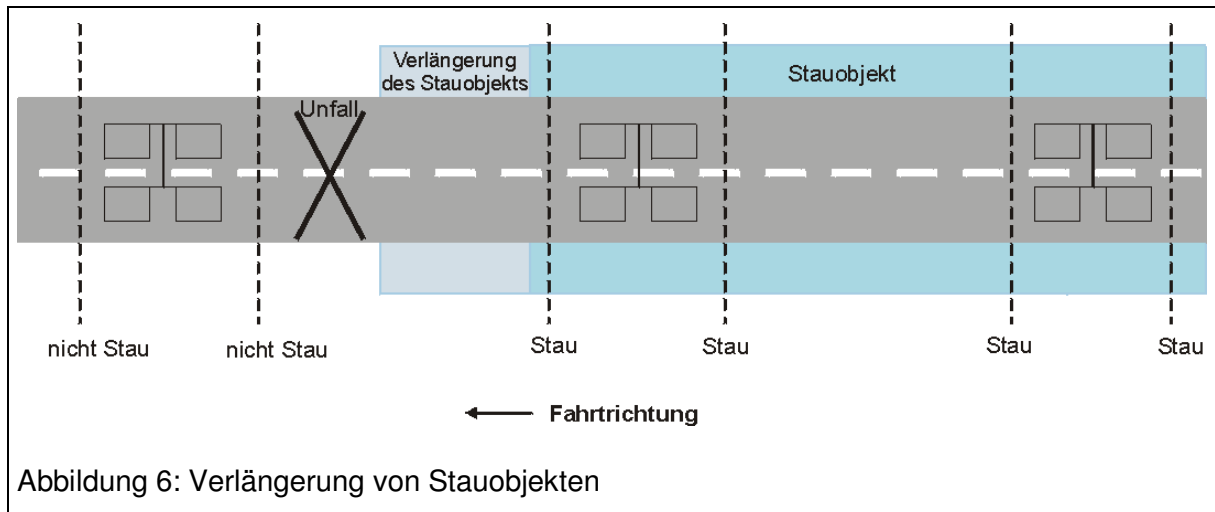 Verlängerung
des Stauobjekts
Stauobjekt
Unfall
nicht Stau
nicht Stau
Stau
Stau
Stau
Stau
Fahrtrichtung
Abbildung 6: Verlängerung von Stauobjekten